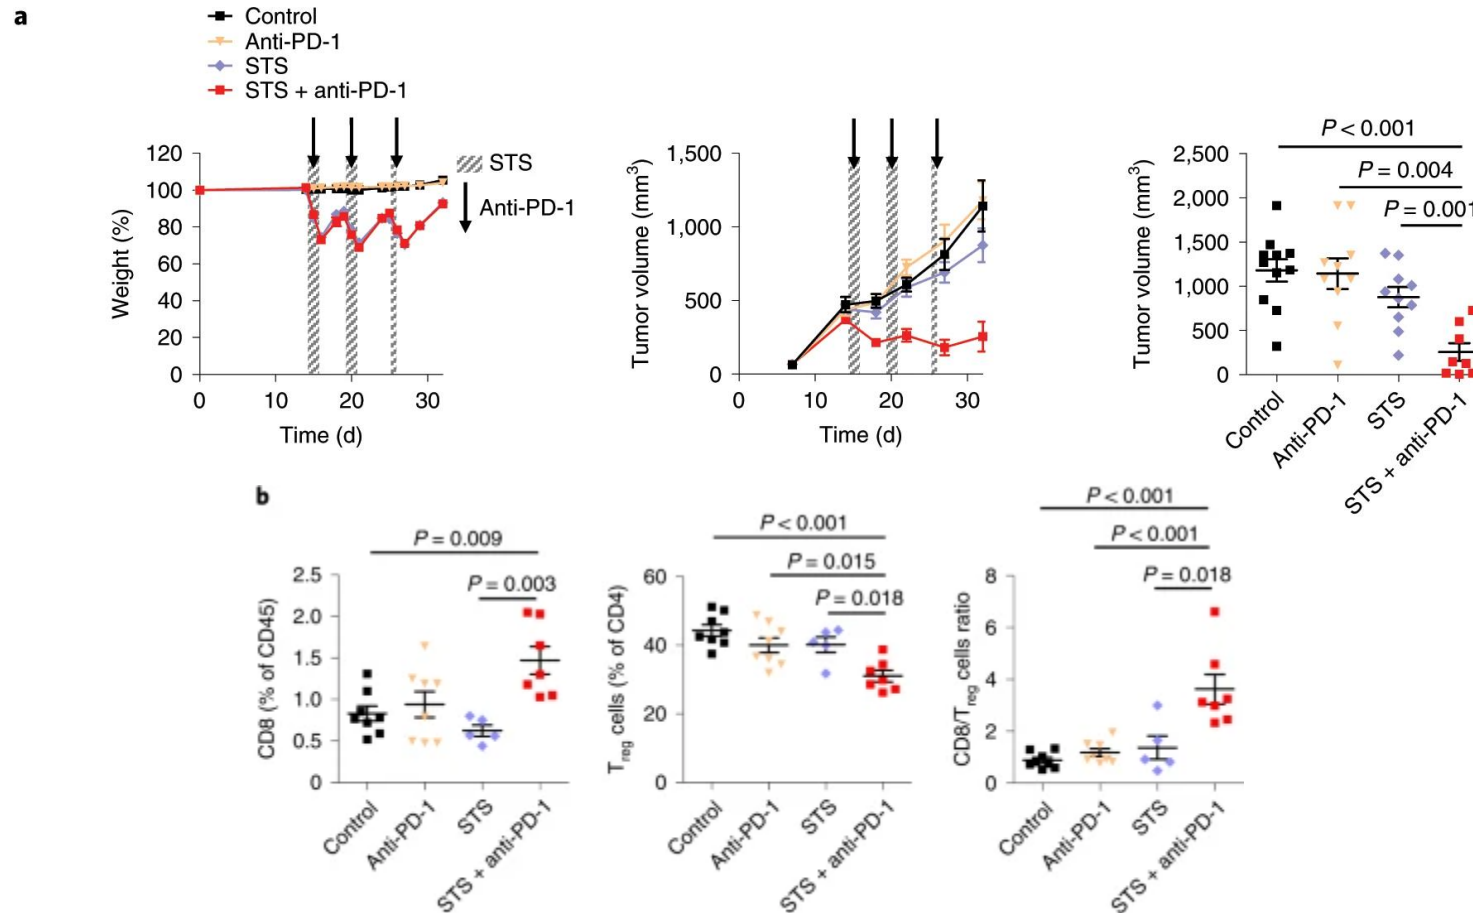 a
Control
Anti-PD-1
STS
STS + anti-PD-1
120
100
80
60
40
20
0
Weight (%)
0
10
20
30
Time (d)
STS
Anti-PD-1
1,500
1,000
500
0
Tumor volume (mm³)
0
10
20
30
Time (d)
P < 0.001
P = 0.004
P = 0.001
2,500
2,000
1,500
1,000
500
0
Tumor volume (mm³)
Control
Anti-PD-1
STS
STS + anti-PD-1
b
P = 0.009
P = 0.003
2.5
2.0
1.5
1.0
0.5
0
CD8 (% of CD45)
Control
Anti-PD-1
STS
STS + anti-PD-1
P < 0.001
P = 0.015
P = 0.018
60
40
20
0
Treg cells (% of CD4)
Control
Anti-PD-1
STS
STS + anti-PD-1
P < 0.001
P < 0.001
P = 0.018
8
6
4
2
0
CD8/Treg cells ratio
Control
Anti-PD-1
STS
STS + anti-PD-1